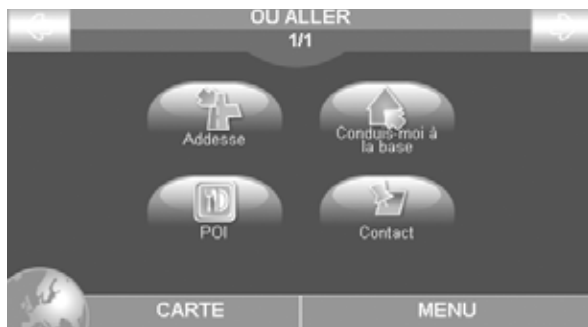 OU ALLER
1/1
Addesse
Conduis-moi à
la base
POI
Contact
CARTE
MENU